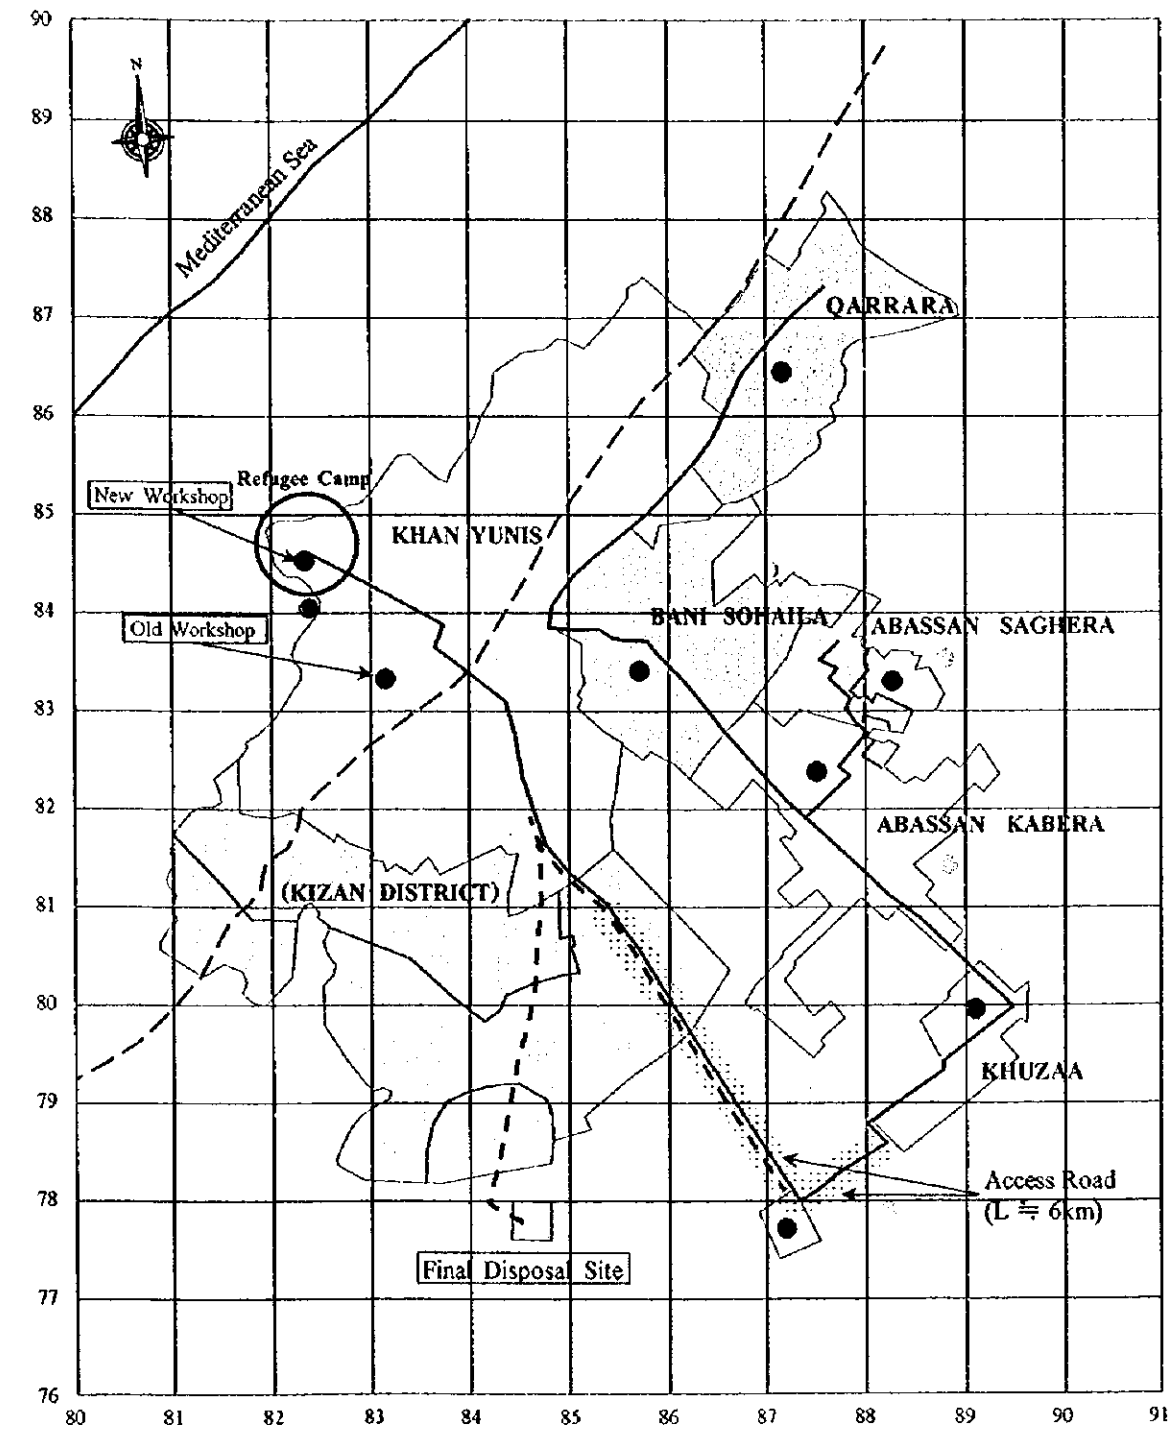 90
89
88
87
86
85
84
83
82
81
80
79
78
77
76
N
Mediterranean Sea
QARRARA
Refugee Camp
New Workshop
KHAN YUNIS
BANI SOHAILA
ABASSAN SAGHERA
Old Workshop
ABASSAN KABERA
(KIZAN DISTRICT)
KHUZAA
Access Road
(L ≒ 6km)
Final Disposal Site
80 81 82 83 84 85 86 87 88 89 90 91